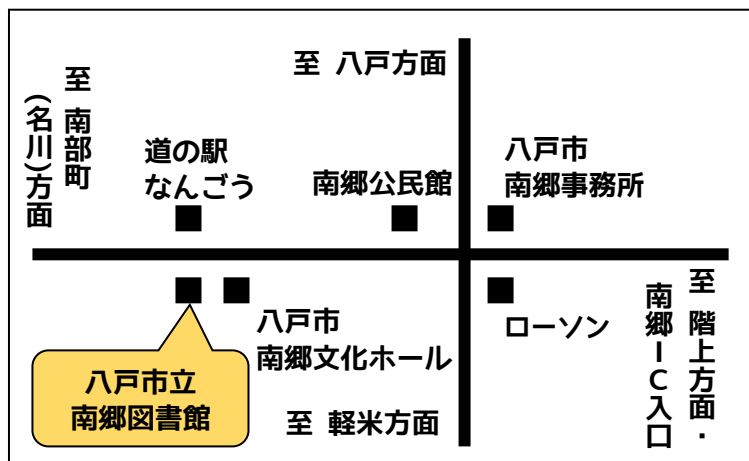 至 八戸方面
至 南部町
(名川)方面
道の駅
なんごう
南郷公民館
八戸市
南郷事務所
八戸市
南郷文化ホール
ローソン
至 階上方面・
南郷IC入口
八戸市立
南郷図書館
至 軽米方面